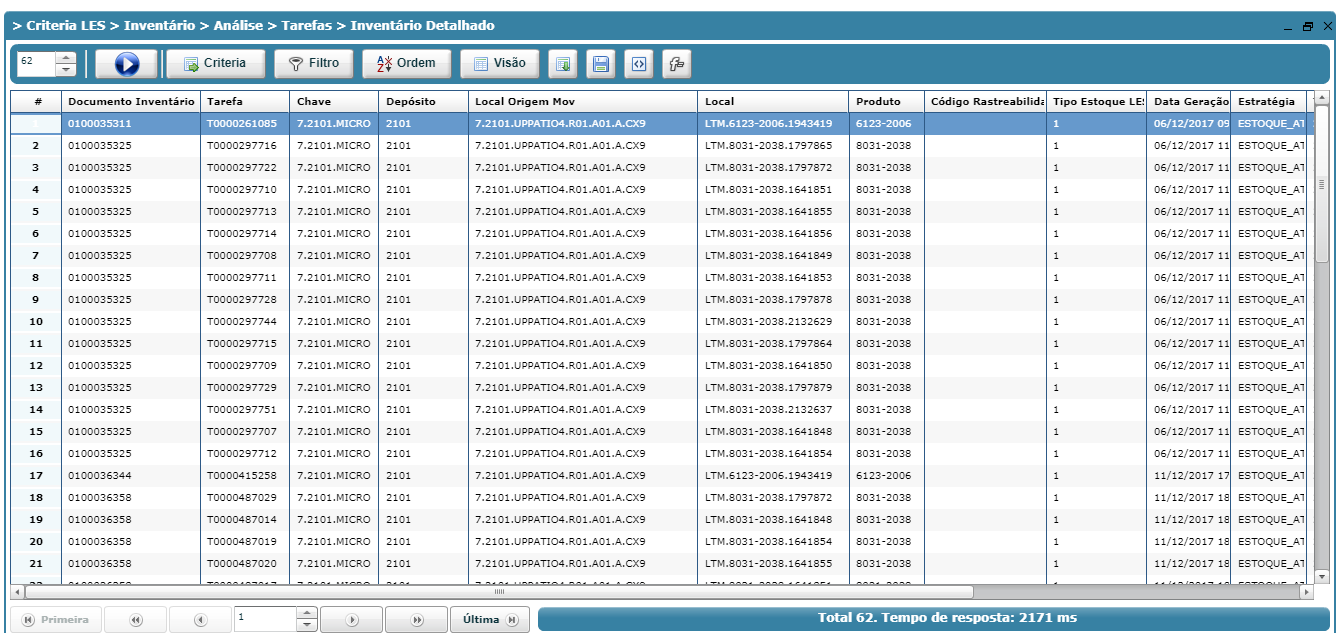 > Criteria LES > Inventário > Análise > Tarefas > Inventário Detalhado
62 Criteria Filtro Ordem Visão
# Documento Inventário Tarefa Chave Depósito Local Origem Mov Local Produto Código Rastreabilida Tipo Estoque LES Data Geração Estratégia
1 0100035311 T0000261085 7.2101.MICRO 2101 7.2101.UPPATIO4.R01.A01.A.CX9 LTM.6123-2006.1943419 6123-2006 1 06/12/2017 09 ESTOQUE_AT
2 0100035325 T0000297716 7.2101.MICRO 2101 7.2101.UPPATIO4.R01.A01.A.CX9 LTM.8031-2038.1797865 8031-2038 1 06/12/2017 11 ESTOQUE_AT
3 0100035325 T0000297722 7.2101.MICRO 2101 7.2101.UPPATIO4.R01.A01.A.CX9 LTM.8031-2038.1797872 8031-2038 1 06/12/2017 11 ESTOQUE_AT
4 0100035325 T0000297710 7.2101.MICRO 2101 7.2101.UPPATIO4.R01.A01.A.CX9 LTM.8031-2038.1641851 8031-2038 1 06/12/2017 11 ESTOQUE_AT
5 0100035325 T0000297713 7.2101.MICRO 2101 7.2101.UPPATIO4.R01.A01.A.CX9 LTM.8031-2038.1641855 8031-2038 1 06/12/2017 11 ESTOQUE_AT
6 0100035325 T0000297714 7.2101.MICRO 2101 7.2101.UPPATIO4.R01.A01.A.CX9 LTM.8031-2038.1641856 8031-2038 1 06/12/2017 11 ESTOQUE_AT
7 0100035325 T0000297708 7.2101.MICRO 2101 7.2101.UPPATIO4.R01.A01.A.CX9 LTM.8031-2038.1641849 8031-2038 1 06/12/2017 11 ESTOQUE_AT
8 0100035325 T0000297711 7.2101.MICRO 2101 7.2101.UPPATIO4.R01.A01.A.CX9 LTM.8031-2038.1641853 8031-2038 1 06/12/2017 11 ESTOQUE_AT
9 0100035325 T0000297728 7.2101.MICRO 2101 7.2101.UPPATIO4.R01.A01.A.CX9 LTM.8031-2038.1797878 8031-2038 1 06/12/2017 11 ESTOQUE_AT
10 0100035325 T0000297744 7.2101.MICRO 2101 7.2101.UPPATIO4.R01.A01.A.CX9 LTM.8031-2038.2132629 8031-2038 1 06/12/2017 11 ESTOQUE_AT
11 0100035325 T0000297715 7.2101.MICRO 2101 7.2101.UPPATIO4.R01.A01.A.CX9 LTM.8031-2038.1797864 8031-2038 1 06/12/2017 11 ESTOQUE_AT
12 0100035325 T0000297709 7.2101.MICRO 2101 7.2101.UPPATIO4.R01.A01.A.CX9 LTM.8031-2038.1641850 8031-2038 1 06/12/2017 11 ESTOQUE_AT
13 0100035325 T0000297729 7.2101.MICRO 2101 7.2101.UPPATIO4.R01.A01.A.CX9 LTM.8031-2038.1797879 8031-2038 1 06/12/2017 11 ESTOQUE_AT
14 0100035325 T0000297751 7.2101.MICRO 2101 7.2101.UPPATIO4.R01.A01.A.CX9 LTM.8031-2038.2132637 8031-2038 1 06/12/2017 11 ESTOQUE_AT
15 0100035325 T0000297707 7.2101.MICRO 2101 7.2101.UPPATIO4.R01.A01.A.CX9 LTM.8031-2038.1641848 8031-2038 1 06/12/2017 11 ESTOQUE_AT
16 0100035325 T0000297712 7.2101.MICRO 2101 7.2101.UPPATIO4.R01.A01.A.CX9 LTM.8031-2038.1641854 8031-2038 1 06/12/2017 11 ESTOQUE_AT
17 0100036344 T0000415258 7.2101.MICRO 2101 7.2101.UPPATIO4.R01.A01.A.CX9 LTM.6123-2006.1943419 6123-2006 1 11/12/2017 17 ESTOQUE_AT
18 0100036358 T0000487029 7.2101.MICRO 2101 7.2101.UPPATIO4.R01.A01.A.CX9 LTM.8031-2038.1797872 8031-2038 1 11/12/2017 18 ESTOQUE_AT
19 0100036358 T0000487014 7.2101.MICRO 2101 7.2101.UPPATIO4.R01.A01.A.CX9 LTM.8031-2038.1641848 8031-2038 1 11/12/2017 18 ESTOQUE_AT
20 0100036358 T0000487019 7.2101.MICRO 2101 7.2101.UPPATIO4.R01.A01.A.CX9 LTM.8031-2038.1641854 8031-2038 1 11/12/2017 18 ESTOQUE_AT
21 0100036358 T0000487020 7.2101.MICRO 2101 7.2101.UPPATIO4.R01.A01.A.CX9 LTM.8031-2038.1641855 8031-2038 1 11/12/2017 18 ESTOQUE_AT
Primeira 1 Última Total 62. Tempo de resposta: 2171 ms